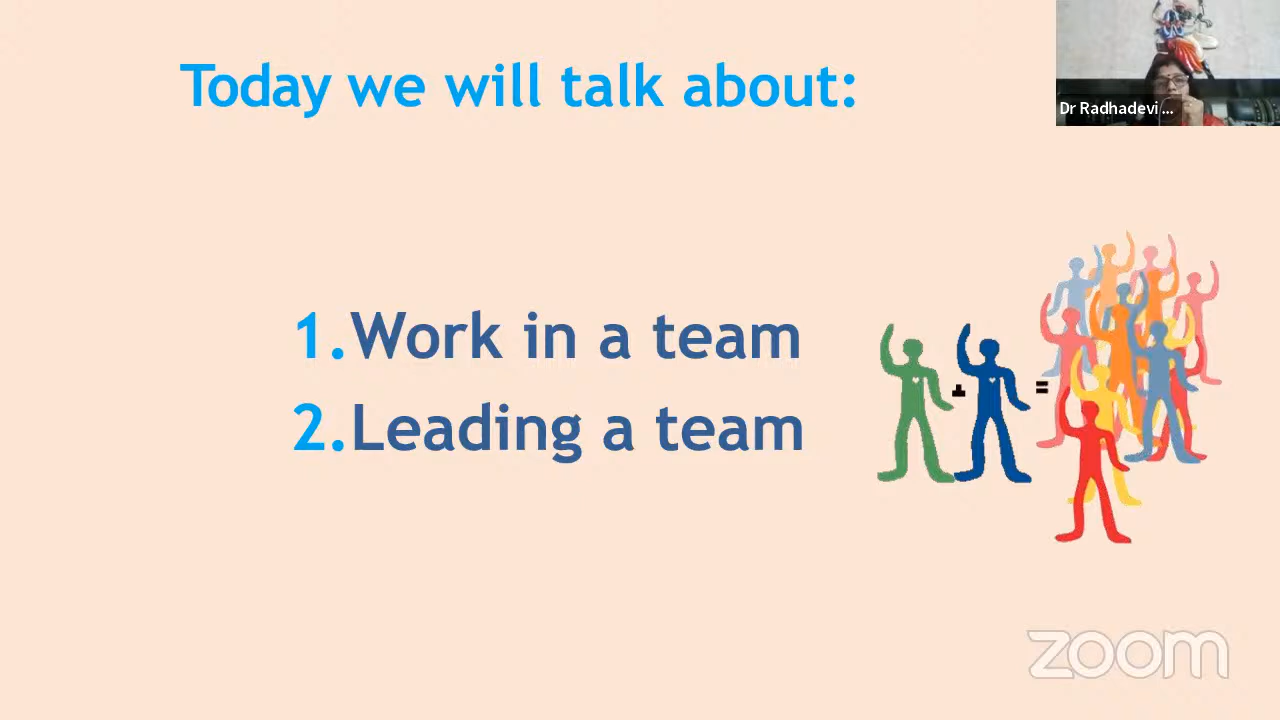 Today we will talk about:
Dr Radhadevi ...
1.Work in a team
2.Leading a team
+ =
zoom